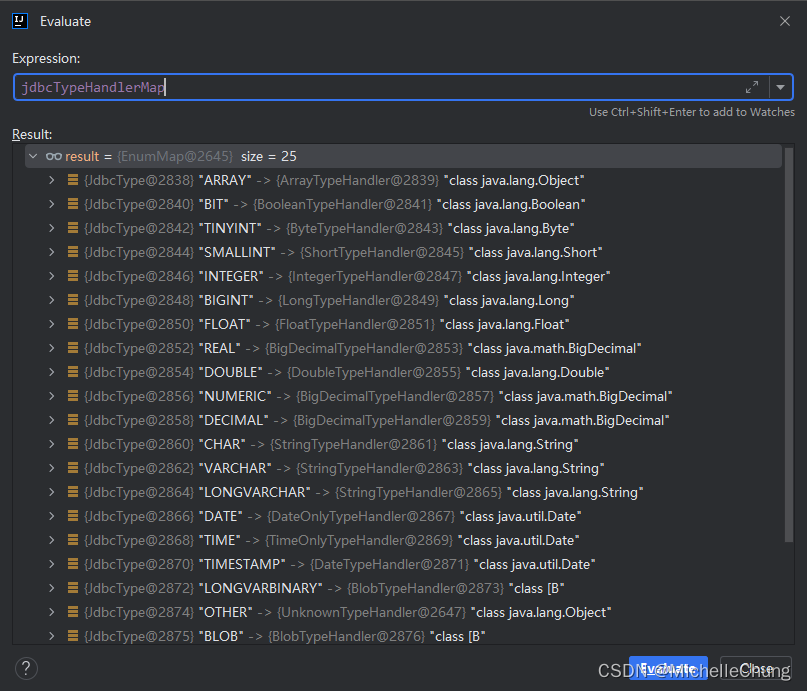 IJ Evaluate
Expression:
jdbcTypeHandlerMap
Use Ctrl+Shift+Enter to add to Watches
Result:
result = {EnumMap@2645} size = 25
{JdbcType@2838} "ARRAY" -> {ArrayTypeHandler@2839} "class java.lang.Object"
{JdbcType@2840} "BIT" -> {BooleanTypeHandler@2841} "class java.lang.Boolean"
{JdbcType@2842} "TINYINT" -> {ByteTypeHandler@2843} "class java.lang.Byte"
{JdbcType@2844} "SMALLINT" -> {ShortTypeHandler@2845} "class java.lang.Short"
{JdbcType@2846} "INTEGER" -> {IntegerTypeHandler@2847} "class java.lang.Integer"
{JdbcType@2848} "BIGINT" -> {LongTypeHandler@2849} "class java.lang.Long"
{JdbcType@2850} "FLOAT" -> {FloatTypeHandler@2851} "class java.lang.Float"
{JdbcType@2852} "REAL" -> {BigDecimalTypeHandler@2853} "class java.math.BigDecimal"
{JdbcType@2854} "DOUBLE" -> {DoubleTypeHandler@2855} "class java.lang.Double"
{JdbcType@2856} "NUMERIC" -> {BigDecimalTypeHandler@2857} "class java.math.BigDecimal"
{JdbcType@2858} "DECIMAL" -> {BigDecimalTypeHandler@2859} "class java.math.BigDecimal"
{JdbcType@2860} "CHAR" -> {StringTypeHandler@2861} "class java.lang.String"
{JdbcType@2862} "VARCHAR" -> {StringTypeHandler@2863} "class java.lang.String"
{JdbcType@2864} "LONGVARCHAR" -> {StringTypeHandler@2865} "class java.lang.String"
{JdbcType@2866} "DATE" -> {DateOnlyTypeHandler@2867} "class java.util.Date"
{JdbcType@2868} "TIME" -> {TimeOnlyTypeHandler@2869} "class java.util.Date"
{JdbcType@2870} "TIMESTAMP" -> {DateTypeHandler@2871} "class java.util.Date"
{JdbcType@2872} "LONGVARBINARY" -> {BlobTypeHandler@2873} "class [B"
{JdbcType@2874} "OTHER" -> {UnknownTypeHandler@2647} "class java.lang.Object"
{JdbcType@2875} "BLOB" -> {BlobTypeHandler@2876} "class [B"
? Evaluate Close
CSDN @MichelleChung